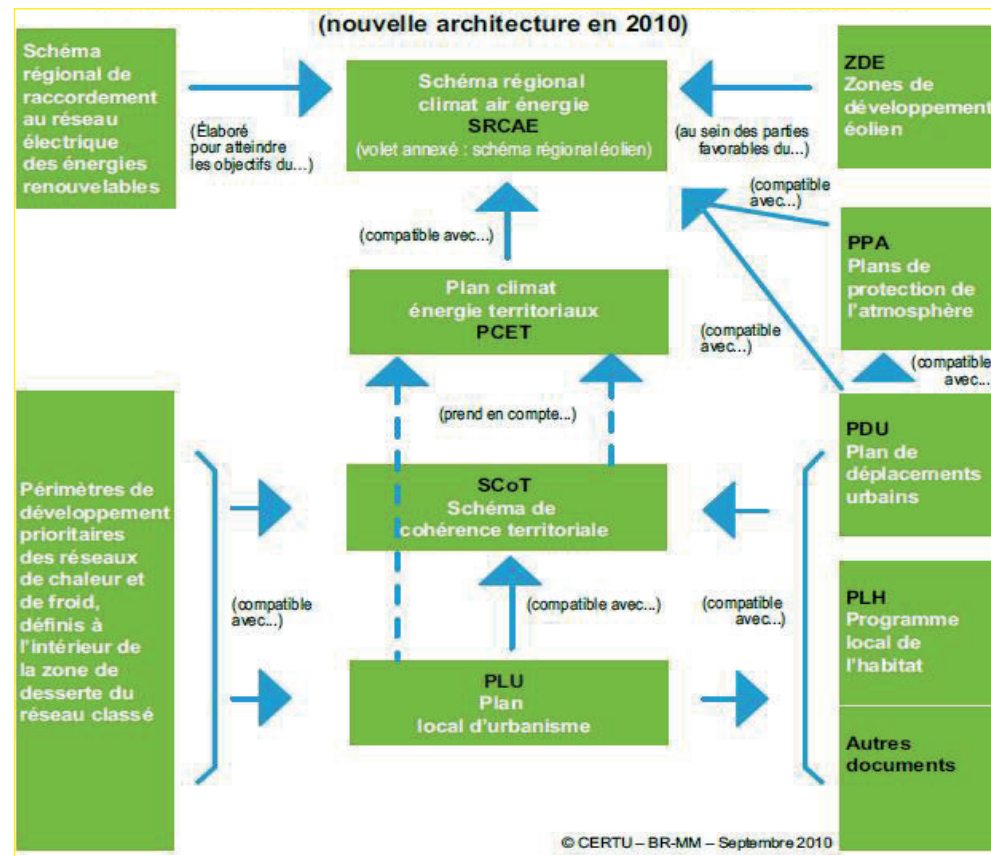 (nouvelle architecture en 2010)
Schéma
régional de
raccordement
au réseau
électrique
des énergies
renouvelables
(Élaboré
pour atteindre
les objectifs du...)
Schéma régional
climat air énergie
SRCAE
(volet annexé : schéma régional éolien)
(au sein des parties
favorables du...)
ZDE
Zones de
développement
éolien
(compatible
avec...)
PPA
Plans de
protection de
l'atmosphère
(compatible avec...)
Plan climat
énergie territoriaux
PCET
(compatible
avec...)
(compatible
avec...
(prend en compte...)
Périmètres de
développement
prioritaires
des réseaux
de chaleur et
de froid,
définis à
l'intérieur de
la zone de
desserte du
réseau classé
SCoT
Schéma de
cohérence territoriale
PDU
Plan de
déplacements
urbains
(compatible
avec...)
(compatible avec...)
(compatible
avec...)
PLH
Programme
local de
l'habitat
PLU
Plan
local d'urbanisme
Autres
documents
© CERTU – BR-MM – Septembre 2010